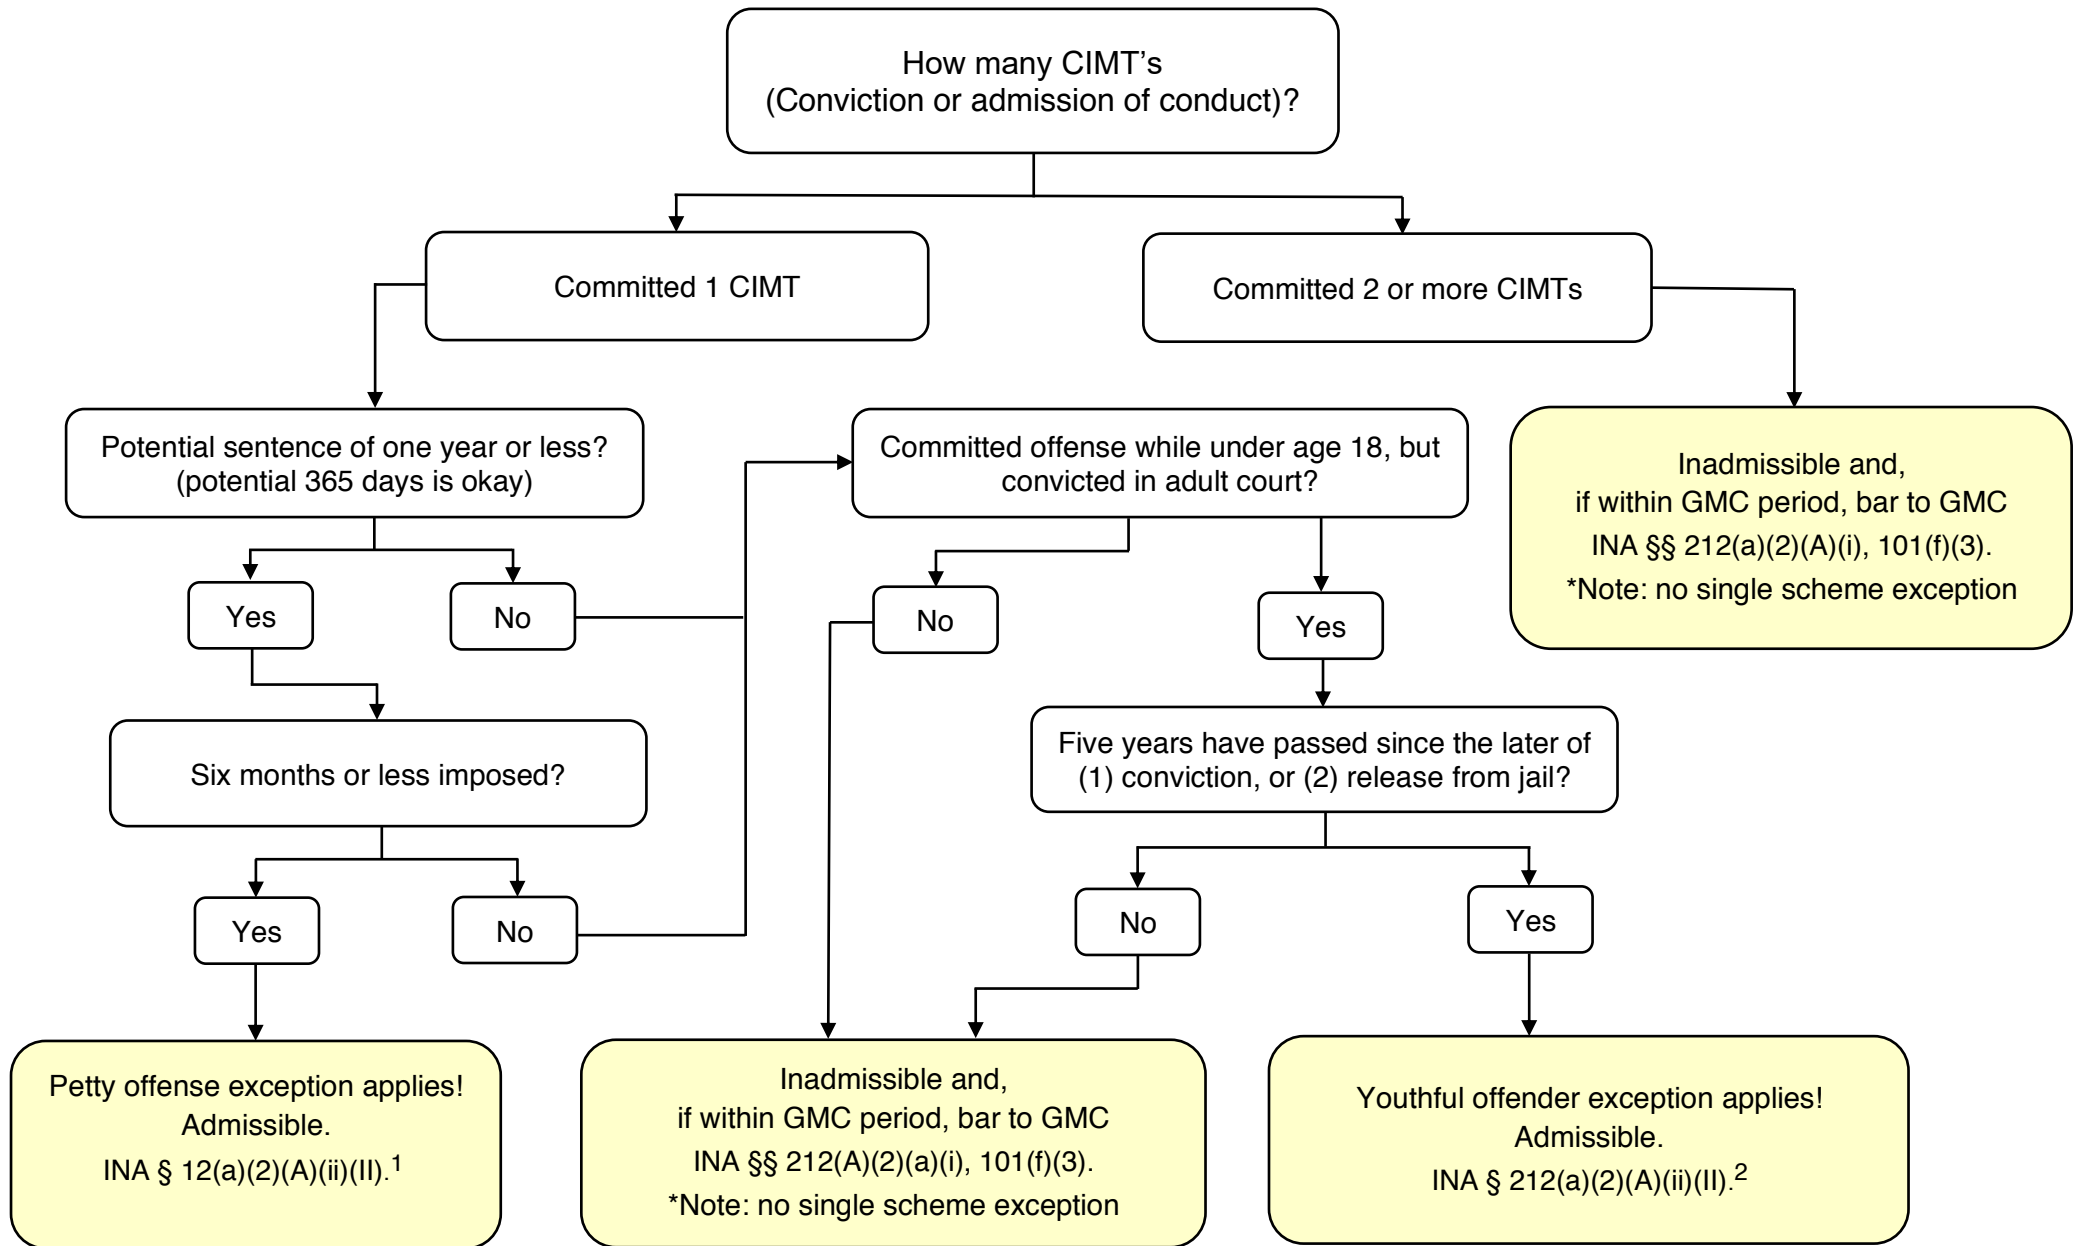 How many CIMT’s
(Conviction or admission of conduct)?
Committed 1 CIMT
Committed 2 or more CIMTs
Potential sentence of one year or less?
(potential 365 days is okay)
Committed offense while under age 18, but
convicted in adult court?
Inadmissible and,
if within GMC period, bar to GMC
INA §§ 212(a)(2)(A)(i), 101(f)(3).
*Note: no single scheme exception
Yes
No
No
Yes
Six months or less imposed?
Five years have passed since the later of
(1) conviction, or (2) release from jail?
Yes
No
No
Yes
Petty offense exception applies!
Admissible.
INA § 12(a)(2)(A)(ii)(II).1
Inadmissible and,
if within GMC period, bar to GMC
INA §§ 212(A)(2)(a)(i), 101(f)(3).
*Note: no single scheme exception
Youthful offender exception applies!
Admissible.
INA § 212(a)(2)(A)(ii)(II).2